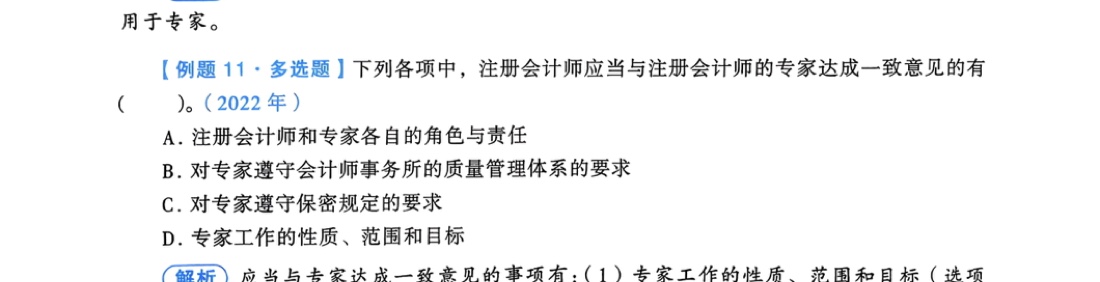 用于专家。
【例题 11·多选题】下列各项中，注册会计师应当与注册会计师的专家达成一致意见的有
(　　)。（2022 年）
A. 注册会计师和专家各自的角色与责任
B. 对专家遵守会计师事务所的质量管理体系的要求
C. 对专家遵守保密规定的要求
D. 专家工作的性质、范围和目标
解析 应当与专家达成一致意见的事项有：（1）专家工作的性质、范围和目标（选项